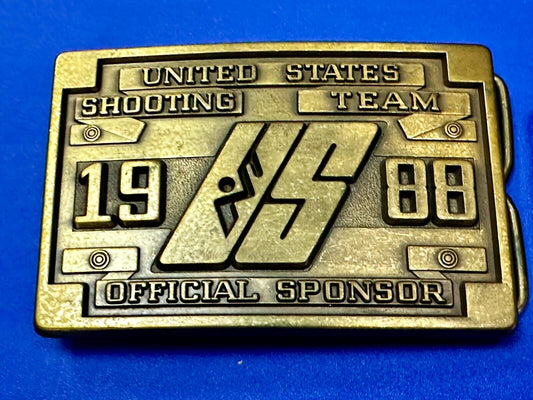 UNITED STATES
SHOOTING TEAM
US
19 88
OFFICIAL SPONSOR